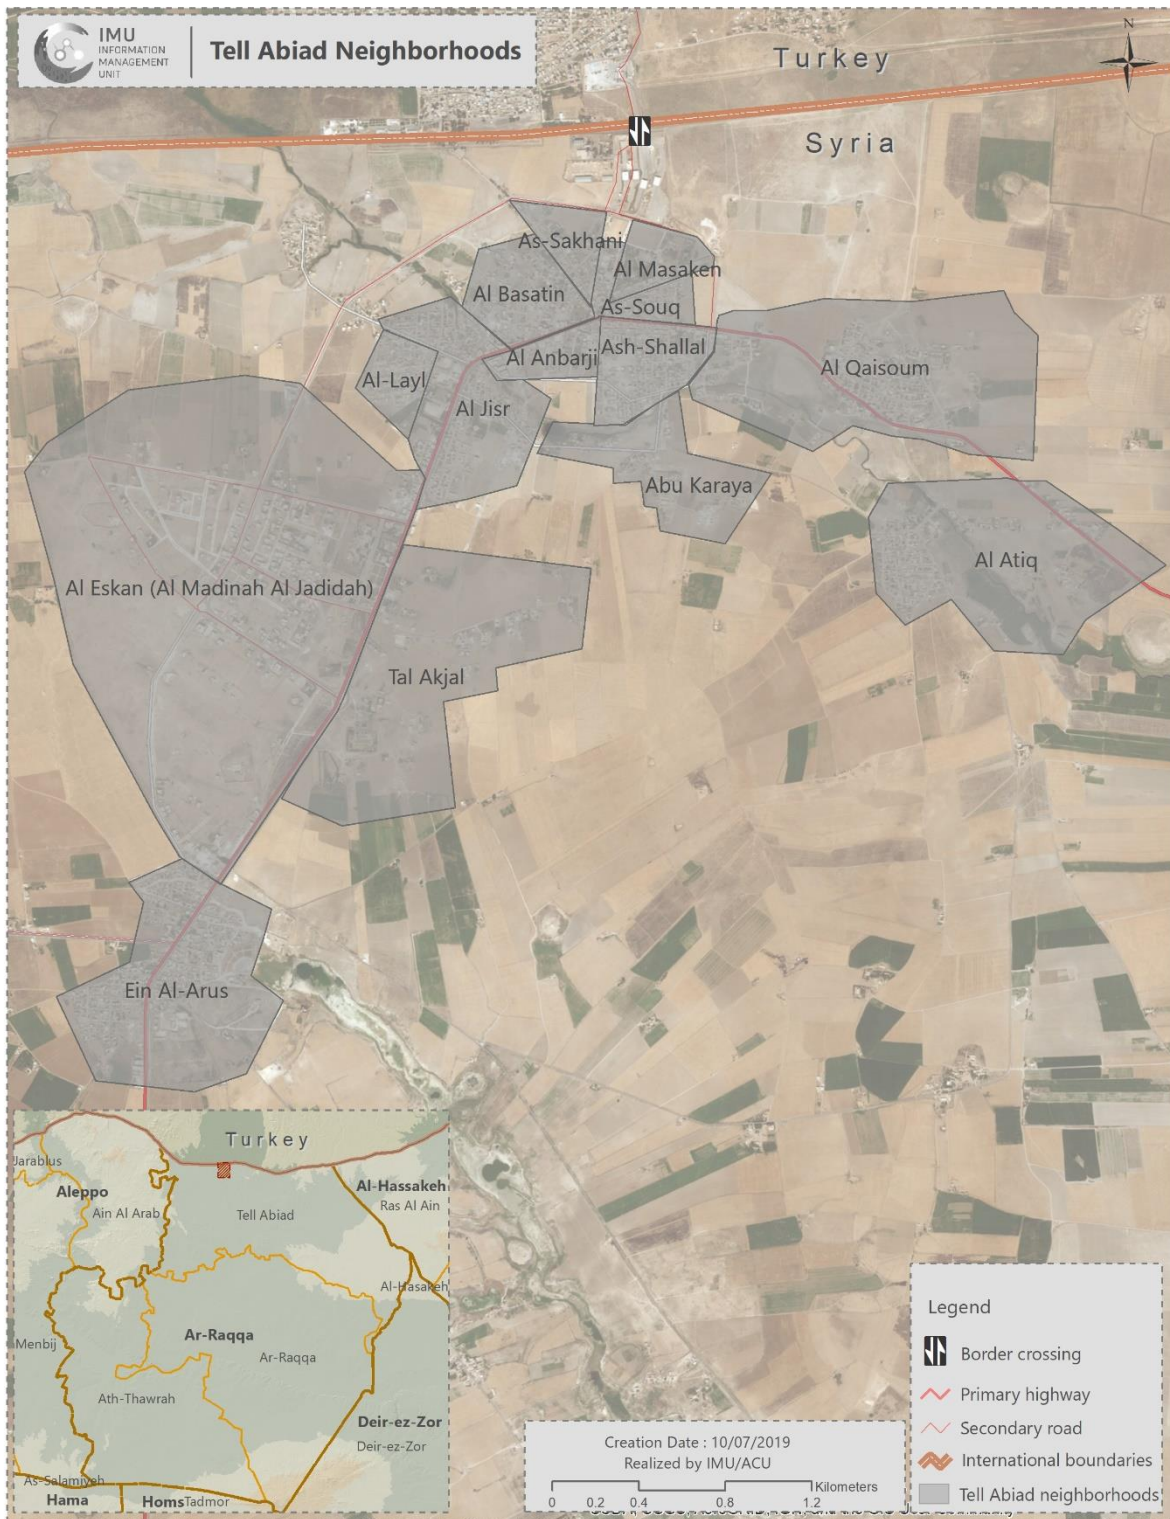 IMU
INFORMATION
MANAGEMENT
UNIT
Tell Abiad Neighborhoods
N
Turkey
Syria
As-Sakhani
Al Masaken
Al Basatin
As-Souq
Al Anbarji
Ash-Shallal
Al Qaisoum
Al-Layl
Al Jisr
Abu Karaya
Al Atiq
Al Eskan (Al Madinah Al Jadidah)
Tal Akjal
Ein Al-Arus
Turkey
Jarablus
Aleppo
Ain Al Arab
Al-Hassakeh
Ras Al Ain
Tell Abiad
Al-Hasakeh
Menbij
Ar-Raqqa
Ar-Raqqa
Ath-Thawrah
Deir-ez-Zor
Deir-ez-Zor
As-Salamiyeh
Hama
Homs
Tadmor
Creation Date : 10/07/2019
Realized by IMU/ACU
Kilometers
0 0.2 0.4 0.8 1.2
Legend
Border crossing
Primary highway
Secondary road
International boundaries
Tell Abiad neighborhoods